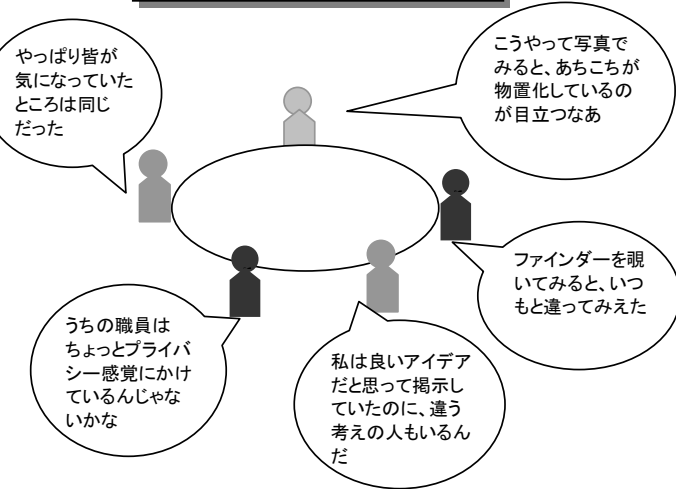 やっぱり皆が
気になっていた
ところは同じ
だった
こうやって写真で
みると、あちこちが
物置化しているの
が目立つなあ
ファインダーを覗
いてみると、いつ
もと違ってみえた
うちの職員は
ちょっとプライバ
シー感覚にかけ
ているんじゃな
いかな
私は良いアイデア
だと思って掲示し
ていたのに、違う
考えの人もいるん
だ